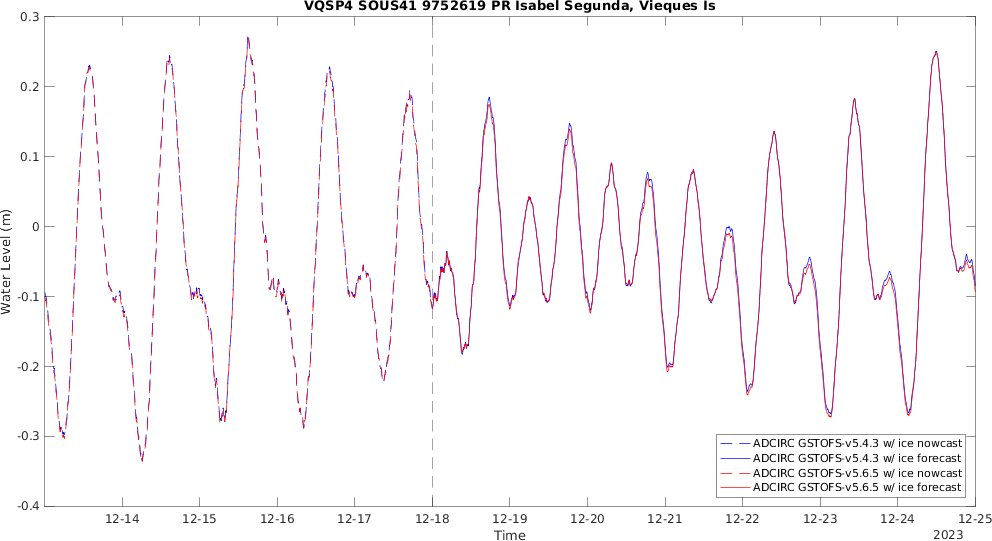 VQSP4 SOUS41 9752619 PR Isabel Segunda, Vieques Is
0.3
0.2
0.1
0
-0.1
-0.2
-0.3
-0.4
Water Level (m)
ADCIRC GSTOFS-v5.4.3 w/ ice nowcast
ADCIRC GSTOFS-v5.4.3 w/ ice forecast
ADCIRC GSTOFS-v5.6.5 w/ ice nowcast
ADCIRC GSTOFS-v5.6.5 w/ ice forecast
12-14 12-15 12-16 12-17 12-18 12-19 12-20 12-21 12-22 12-23 12-24 12-25
Time
2023